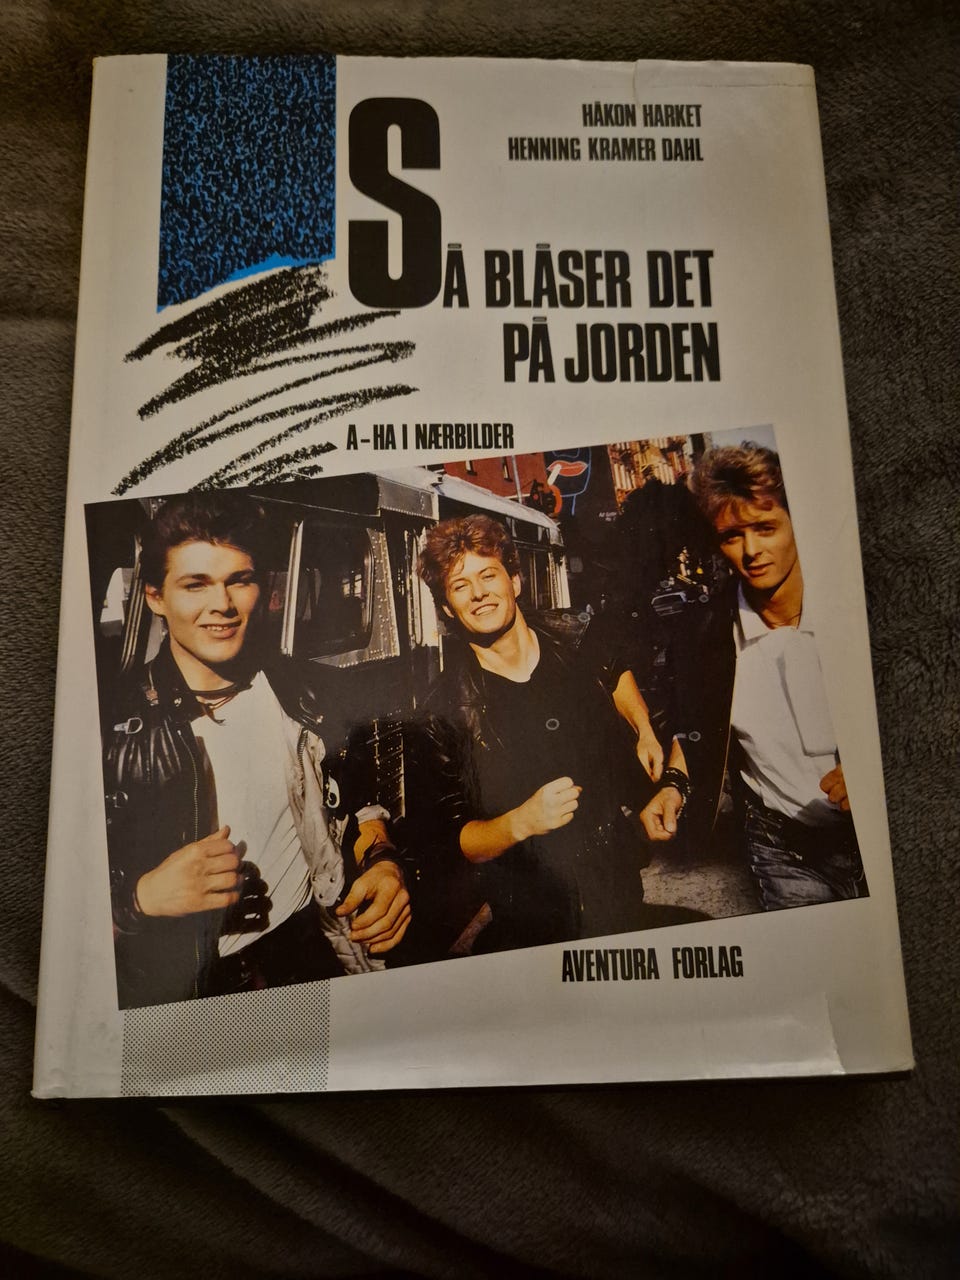 HÅKON HARKET
HENNING KRAMER DAHL
SÅ BLÅSER DET
PÅ JORDEN
A-HA I NÆRBILDER
AVENTURA FORLAG